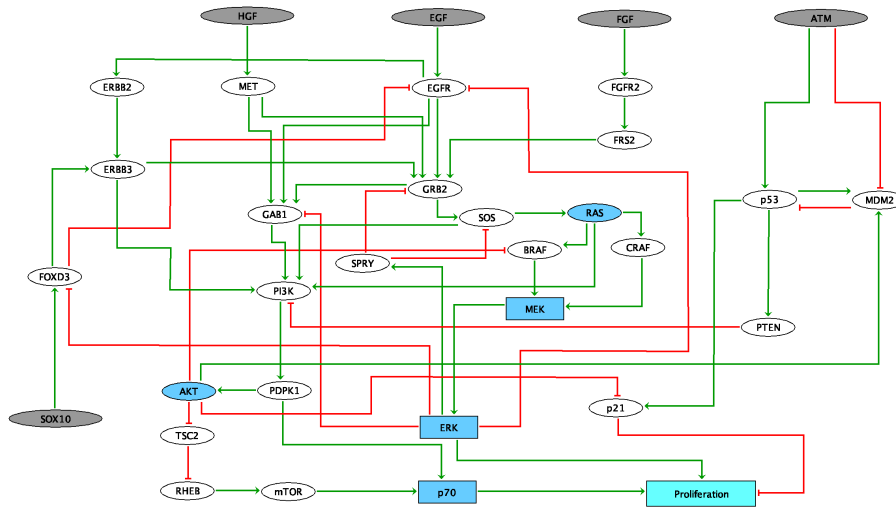 HGF
EGF
FGF
ATM
ERBB2
MET
EGFR
FGFR2
FRS2
ERBB3
GRB2
p53
MDM2
GAB1
SOS
RAS
BRAF
CRAF
SPRY
FOXD3
PI3K
MEK
PTEN
AKT
PDPK1
p21
SOX10
ERK
TSC2
RHEB
mTOR
p70
Proliferation